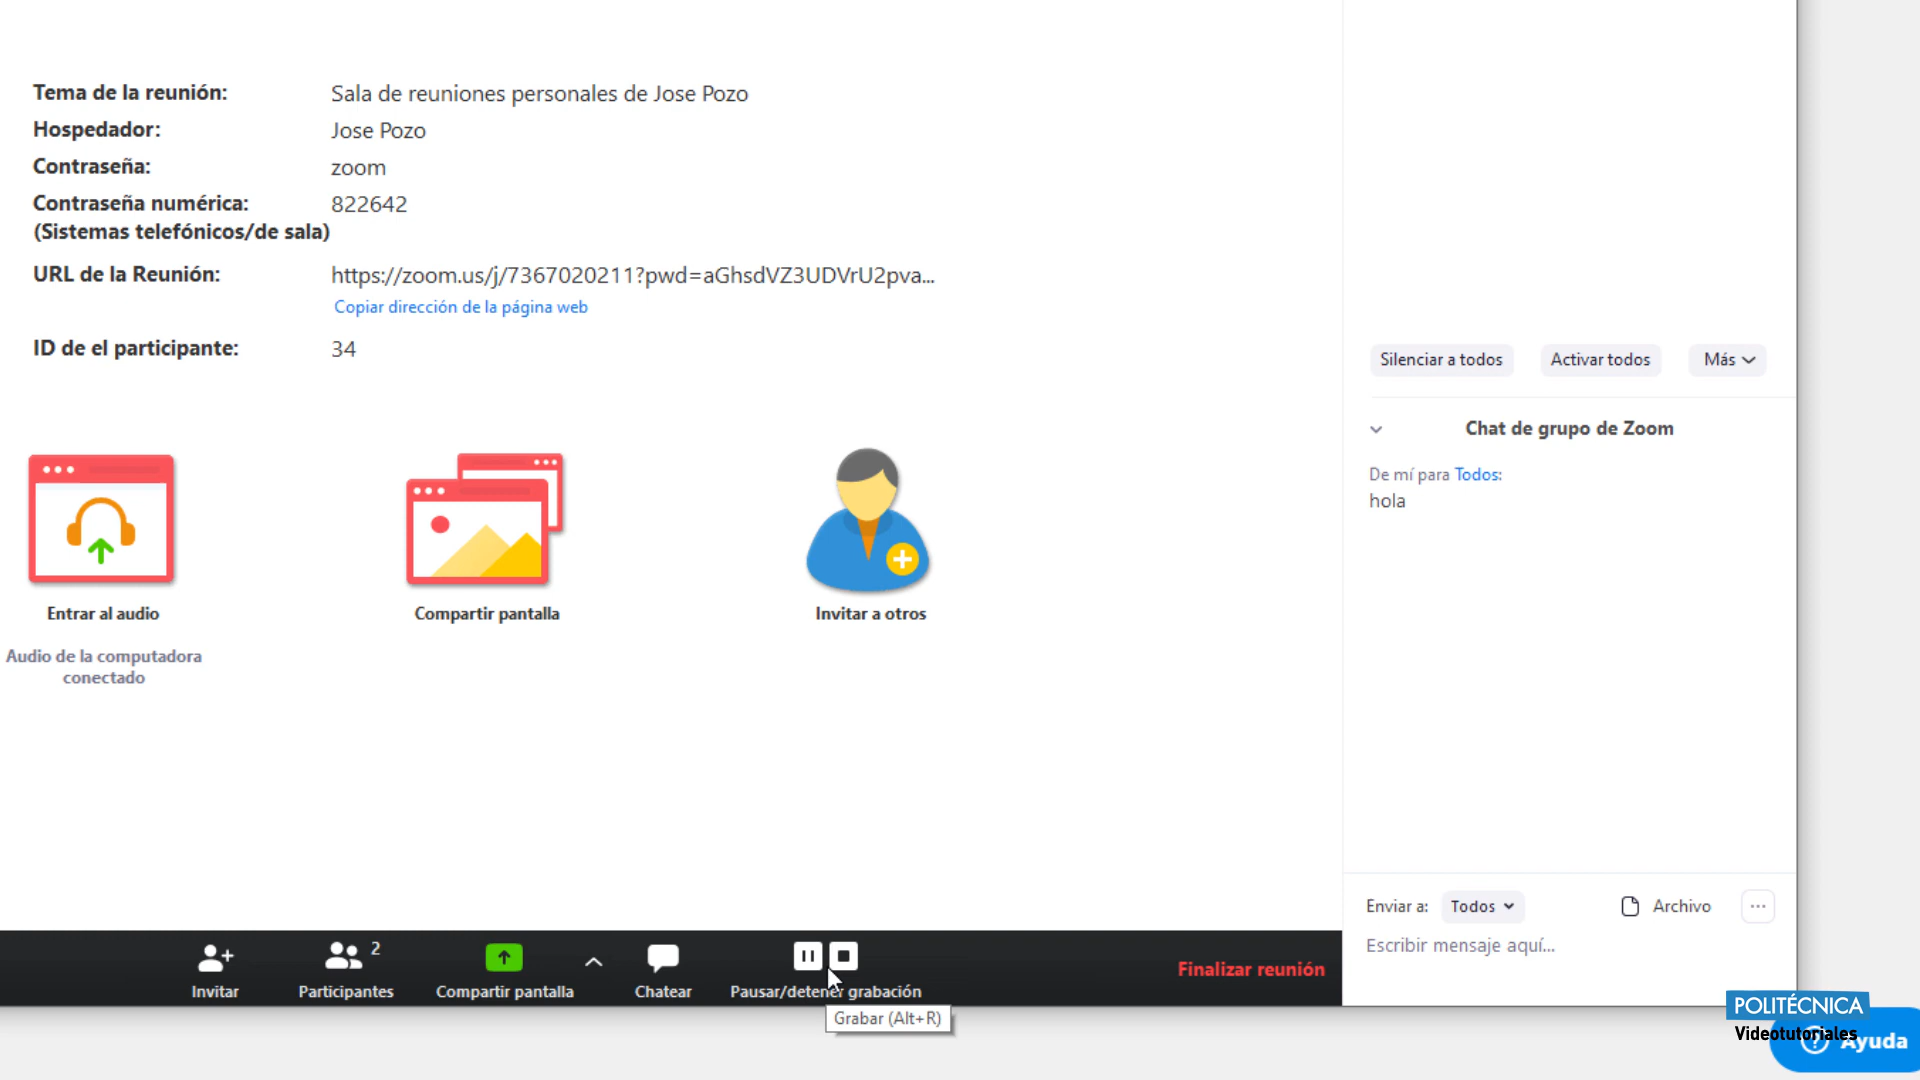 Tema de la reunión: Sala de reuniones personales de Jose Pozo
Hospedador: Jose Pozo
Contraseña: zoom
Contraseña numérica: 822642
(Sistemas telefónicos/de sala)
URL de la Reunión: https://zoom.us/j/7367020211?pwd=aGhsdVZ3UDVrU2pva...
Copiar dirección de la página web
ID de el participante: 34
Entrar al audio
Audio de la computadora
conectado
Compartir pantalla
Invitar a otros
Silenciar a todos Activar todos Más
Chat de grupo de Zoom
De mí para Todos:
hola
Enviar a: Todos Archivo ...
Escribir mensaje aquí...
Invitar
Participantes 2
Compartir pantalla
Chatear
Pausar/detener grabación
Grabar (Alt+R)
Finalizar reunión
POLITÉCNICA
Videotutoriales
Ayuda